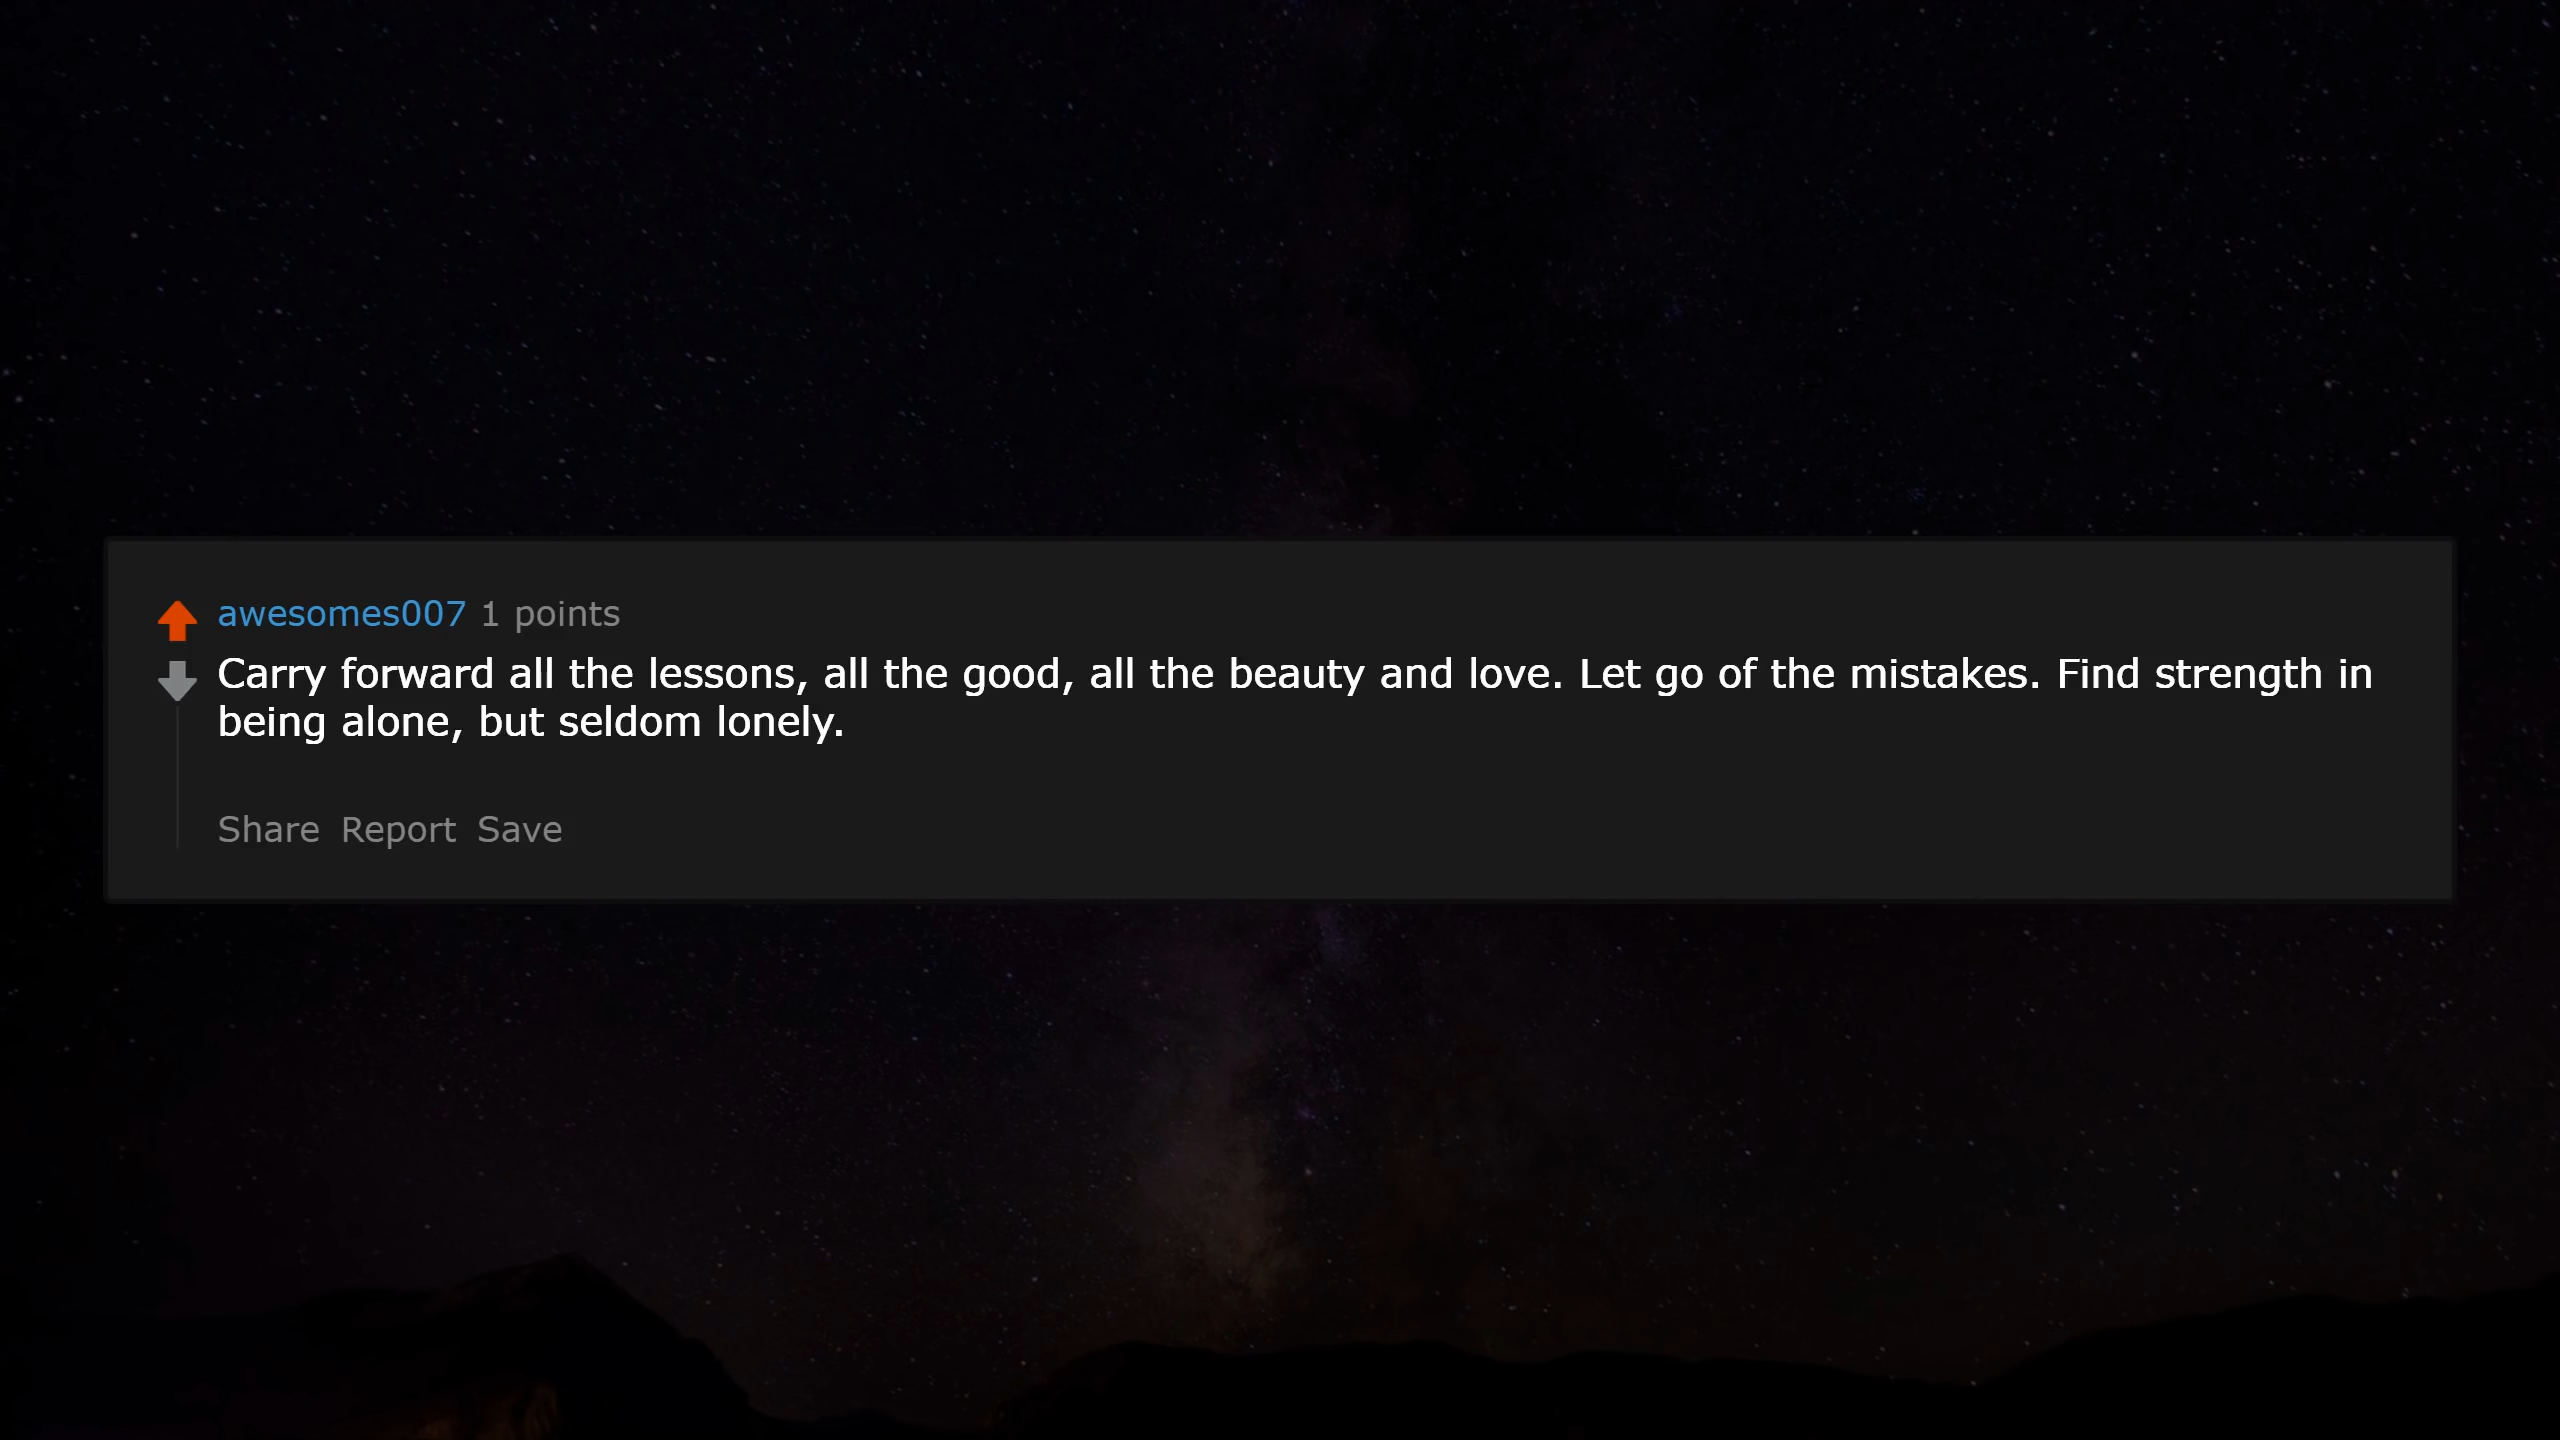 awesomes007 1 points
Carry forward all the lessons, all the good, all the beauty and love. Let go of the mistakes. Find strength in
being alone, but seldom lonely.
Share Report Save